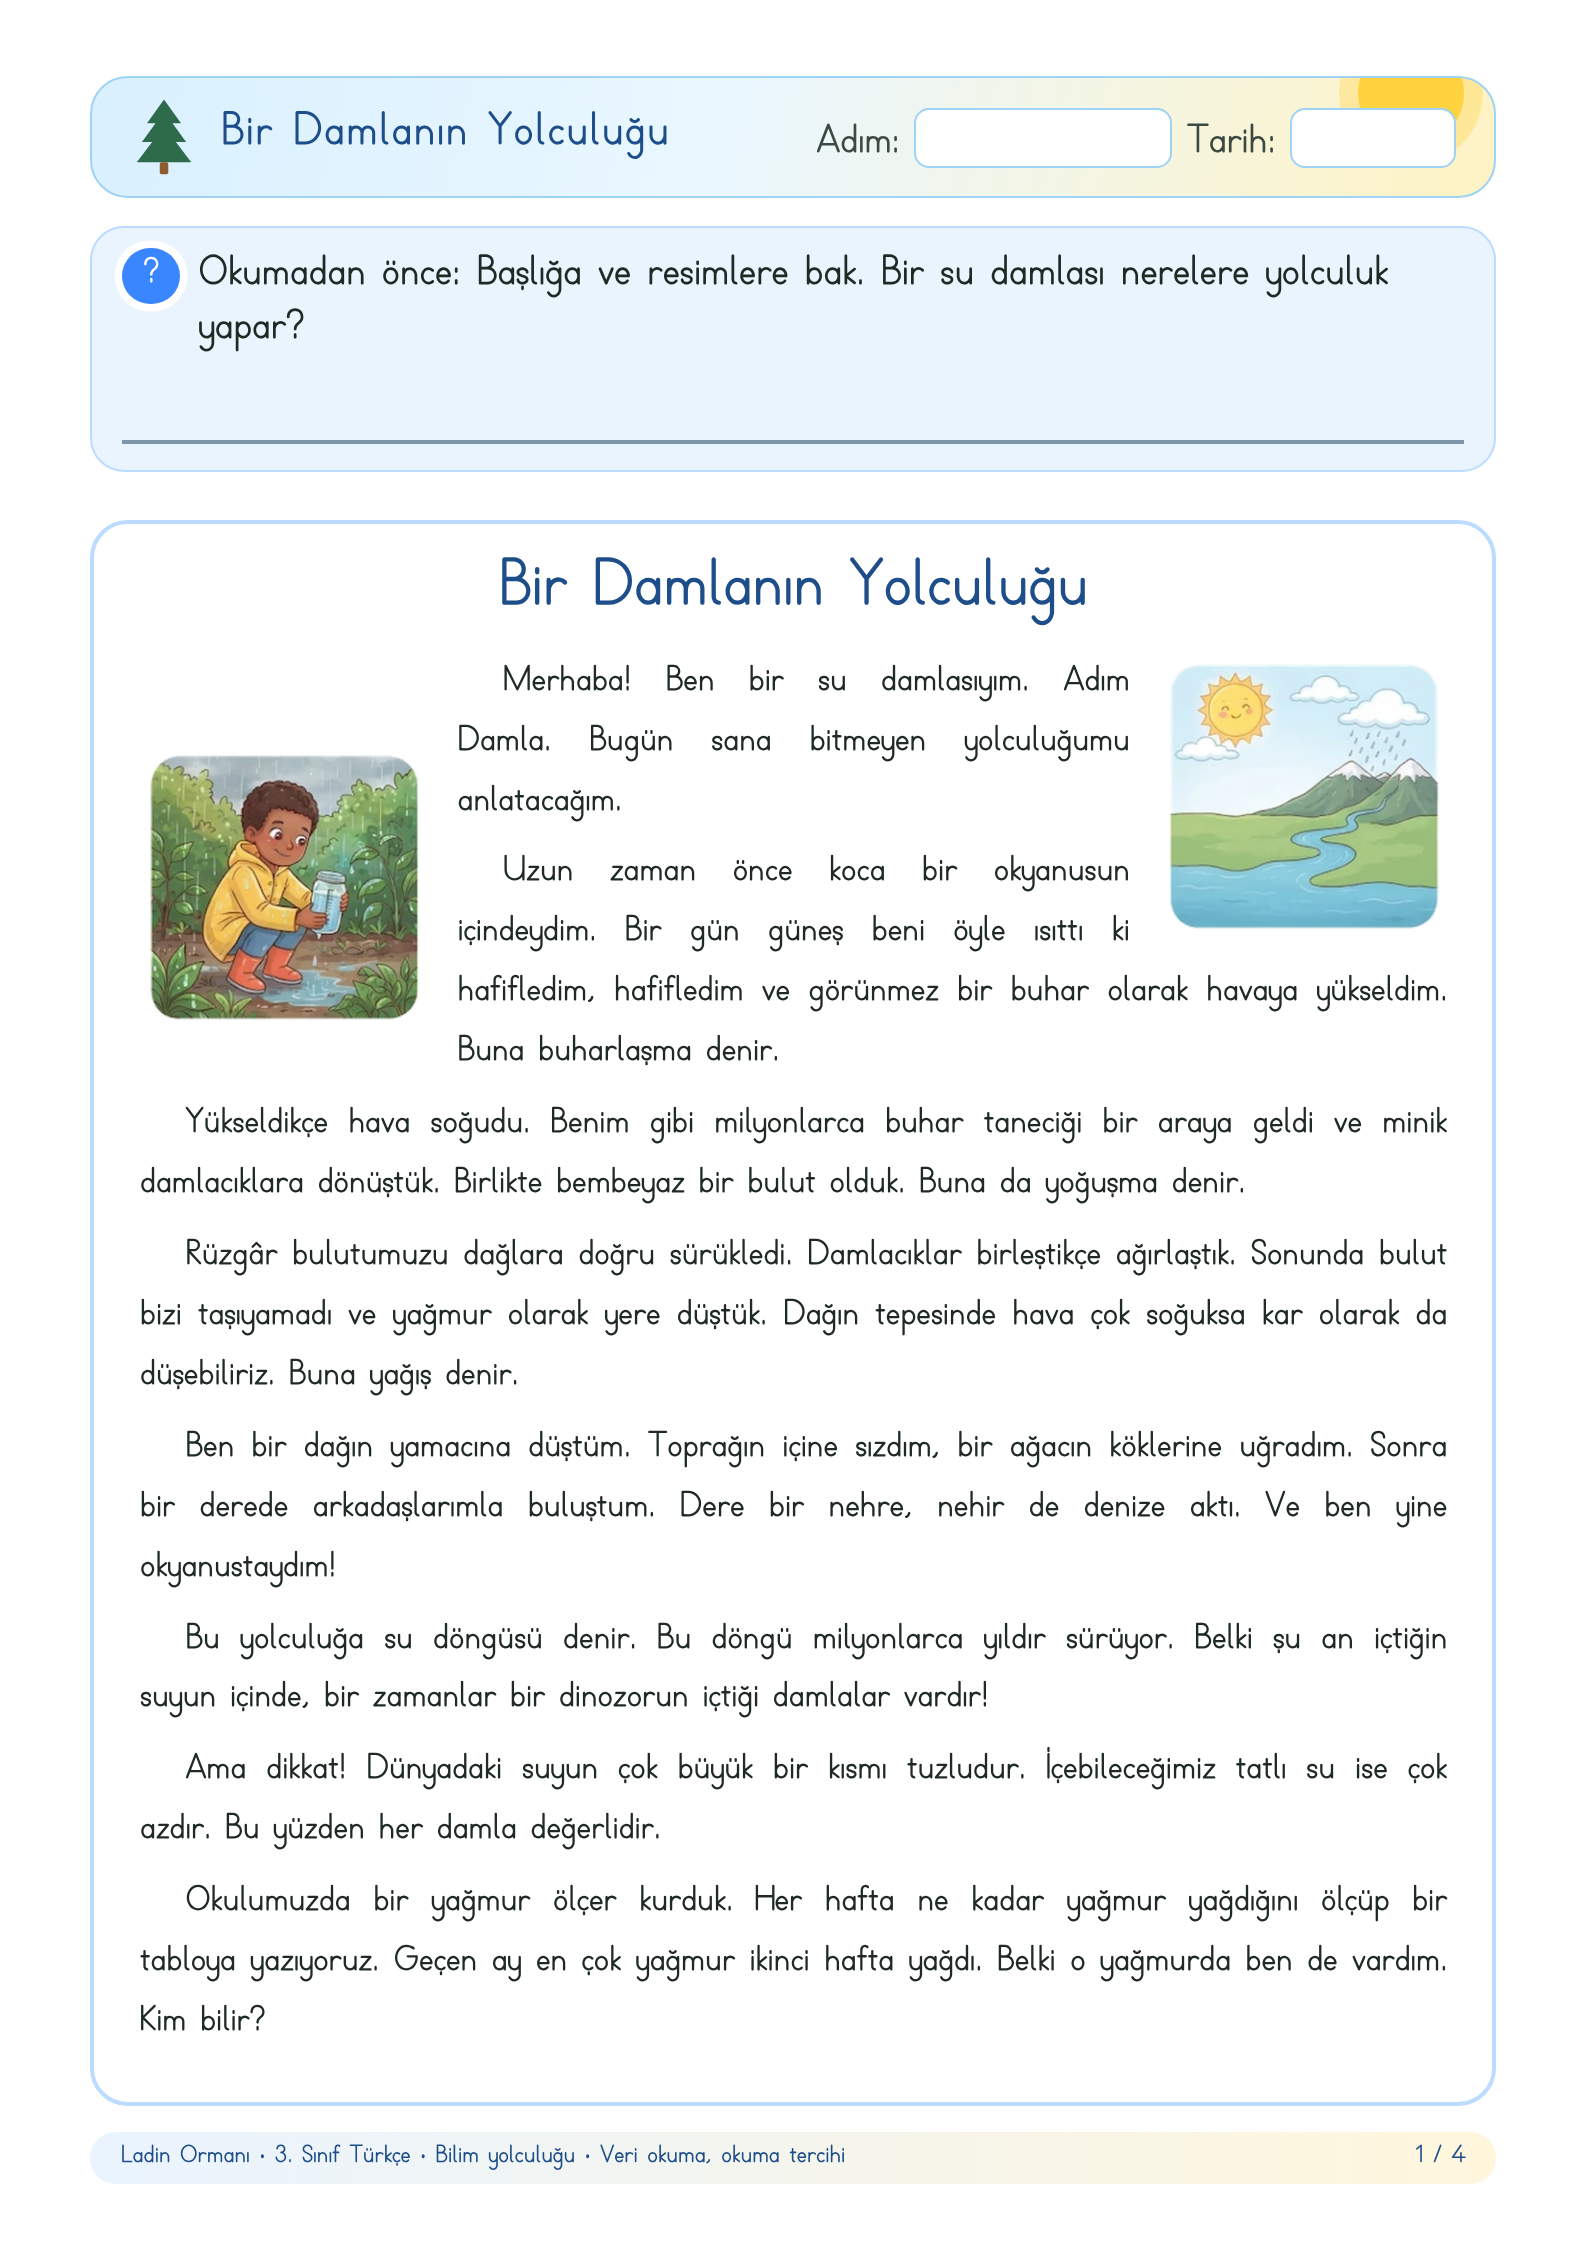 Bir Damlanın Yolculuğu
Adım:
Tarih:
?
Okumadan önce: Başlığa ve resimlere bak. Bir su damlası nerelere yolculuk
yapar?
Bir Damlanın Yolculuğu
Merhaba! Ben bir su damlasıyım. Adım
Damla. Bugün sana bitmeyen yolculuğumu
anlatacağım.
Uzun zaman önce koca bir okyanusun
içindeydim. Bir gün güneş beni öyle ısıttı ki
hafifledim, hafifledim ve görünmez bir buhar olarak havaya yükseldim.
Buna buharlaşma denir.
Yükseldikçe hava soğudu. Benim gibi milyonlarca buhar taneciği bir araya geldi ve minik
damlacıklara dönüştük. Birlikte bembeyaz bir bulut olduk. Buna da yoğuşma denir.
Rüzgâr bulutumuzu dağlara doğru sürükledi. Damlacıklar birleştikçe ağırlaştık. Sonunda bulut
bizi taşıyamadı ve yağmur olarak yere düştük. Dağın tepesinde hava çok soğuksa kar olarak da
düşebiliriz. Buna yağış denir.
Ben bir dağın yamacına düştüm. Toprağın içine sızdım, bir ağacın köklerine uğradım. Sonra
bir derede arkadaşlarımla buluştum. Dere bir nehre, nehir de denize aktı. Ve ben yine
okyanustaydım!
Bu yolculuğa su döngüsü denir. Bu döngü milyonlarca yıldır sürüyor. Belki şu an içtiğin
suyun içinde, bir zamanlar bir dinozorun içtiği damlalar vardır!
Ama dikkat! Dünyadaki suyun çok büyük bir kısmı tuzludur. İçebileceğimiz tatlı su ise çok
azdır. Bu yüzden her damla değerlidir.
Okulumuzda bir yağmur ölçer kurduk. Her hafta ne kadar yağmur yağdığını ölçüp bir
tabloya yazıyoruz. Geçen ay en çok yağmur ikinci hafta yağdı. Belki o yağmurda ben de vardım.
Kim bilir?
Ladin Ormanı • 3. Sınıf Türkçe • Bilim yolculuğu • Veri okuma, okuma tercihi
1 / 4